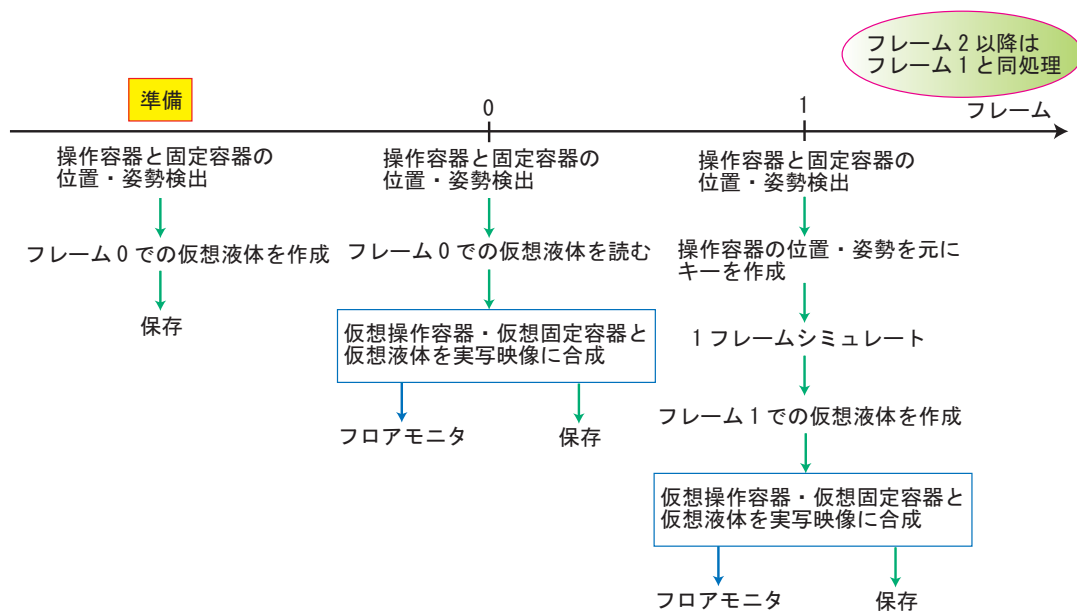 フレーム2以降は
フレーム1と同処理
準備
0
1
フレーム
操作容器と固定容器の
位置・姿勢検出
フレーム0での仮想液体を作成
保存
操作容器と固定容器の
位置・姿勢検出
フレーム0での仮想液体を読む
仮想操作容器・仮想固定容器と
仮想液体を実写映像に合成
フロアモニタ
保存
操作容器と固定容器の
位置・姿勢検出
操作容器の位置・姿勢を元に
キーを作成
1フレームシミュレート
フレーム1での仮想液体を作成
仮想操作容器・仮想固定容器と
仮想液体を実写映像に合成
フロアモニタ
保存